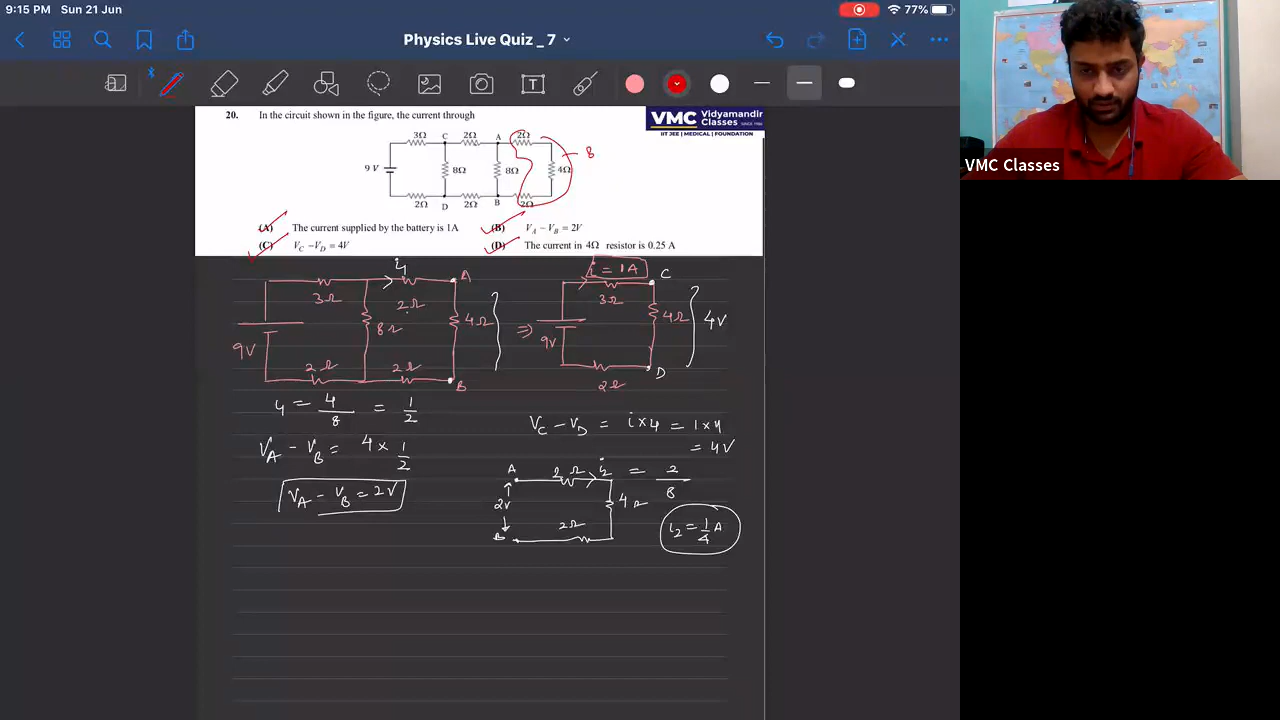 9:15 PM Sun 21 Jun
77%
Physics Live Quiz _ 7
T
20. In the circuit shown in the figure, the current through
VMC Vidyamandir Classes SINCE 1986
IIT JEE | MEDICAL | FOUNDATION
3Ω C 2Ω A 2Ω
8
9 V 8Ω 8Ω 4Ω
2Ω D 2Ω B 2Ω
(A) The current supplied by the battery is 1A (B) V_A – V_B = 2V
(C) V_C – V_D = 4V (D) The current in 4Ω resistor is 0.25 A
i₁ A
3Ω 2Ω
8Ω 4Ω
9V
2Ω 2Ω B
⇒
i = 1A C
3Ω
4Ω 4V
9V
2Ω D
= 4/8 = 1/2
V_A – V_B = 4 × 1/2
V_A – V_B = 2V
V_C – V_D = i×4 = 1×4
= 4V
A 2Ω i₂ = 2/8
2V 4Ω
B 2Ω
i₂ = 1/4 A
VMC Classes